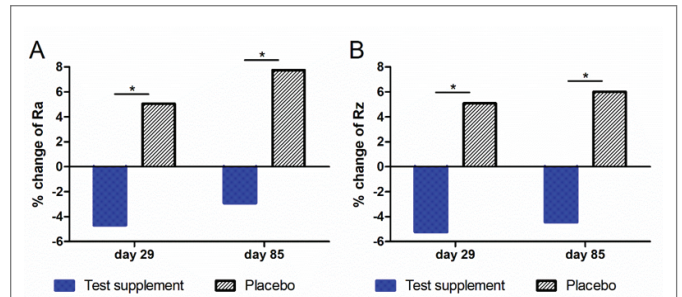 A
% change of Ra
8
6
4
2
0
-2
-4
-6
*
*
day 29
day 85
Test supplement
Placebo
B
% change of Rz
8
6
4
2
0
-2
-4
-6
*
*
day 29
day 85
Test supplement
Placebo